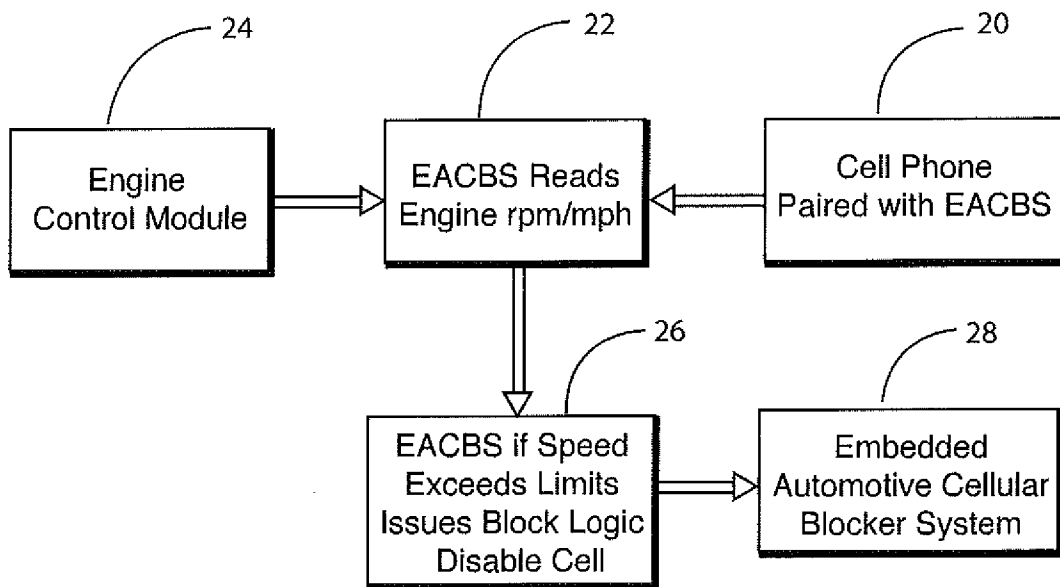 24
22
20
Engine
Control Module
EACBS Reads
Engine rpm/mph
Cell Phone
Paired with EACBS
26
28
EACBS if Speed
Exceeds Limits
Issues Block Logic
Disable Cell
Embedded
Automotive Cellular
Blocker System